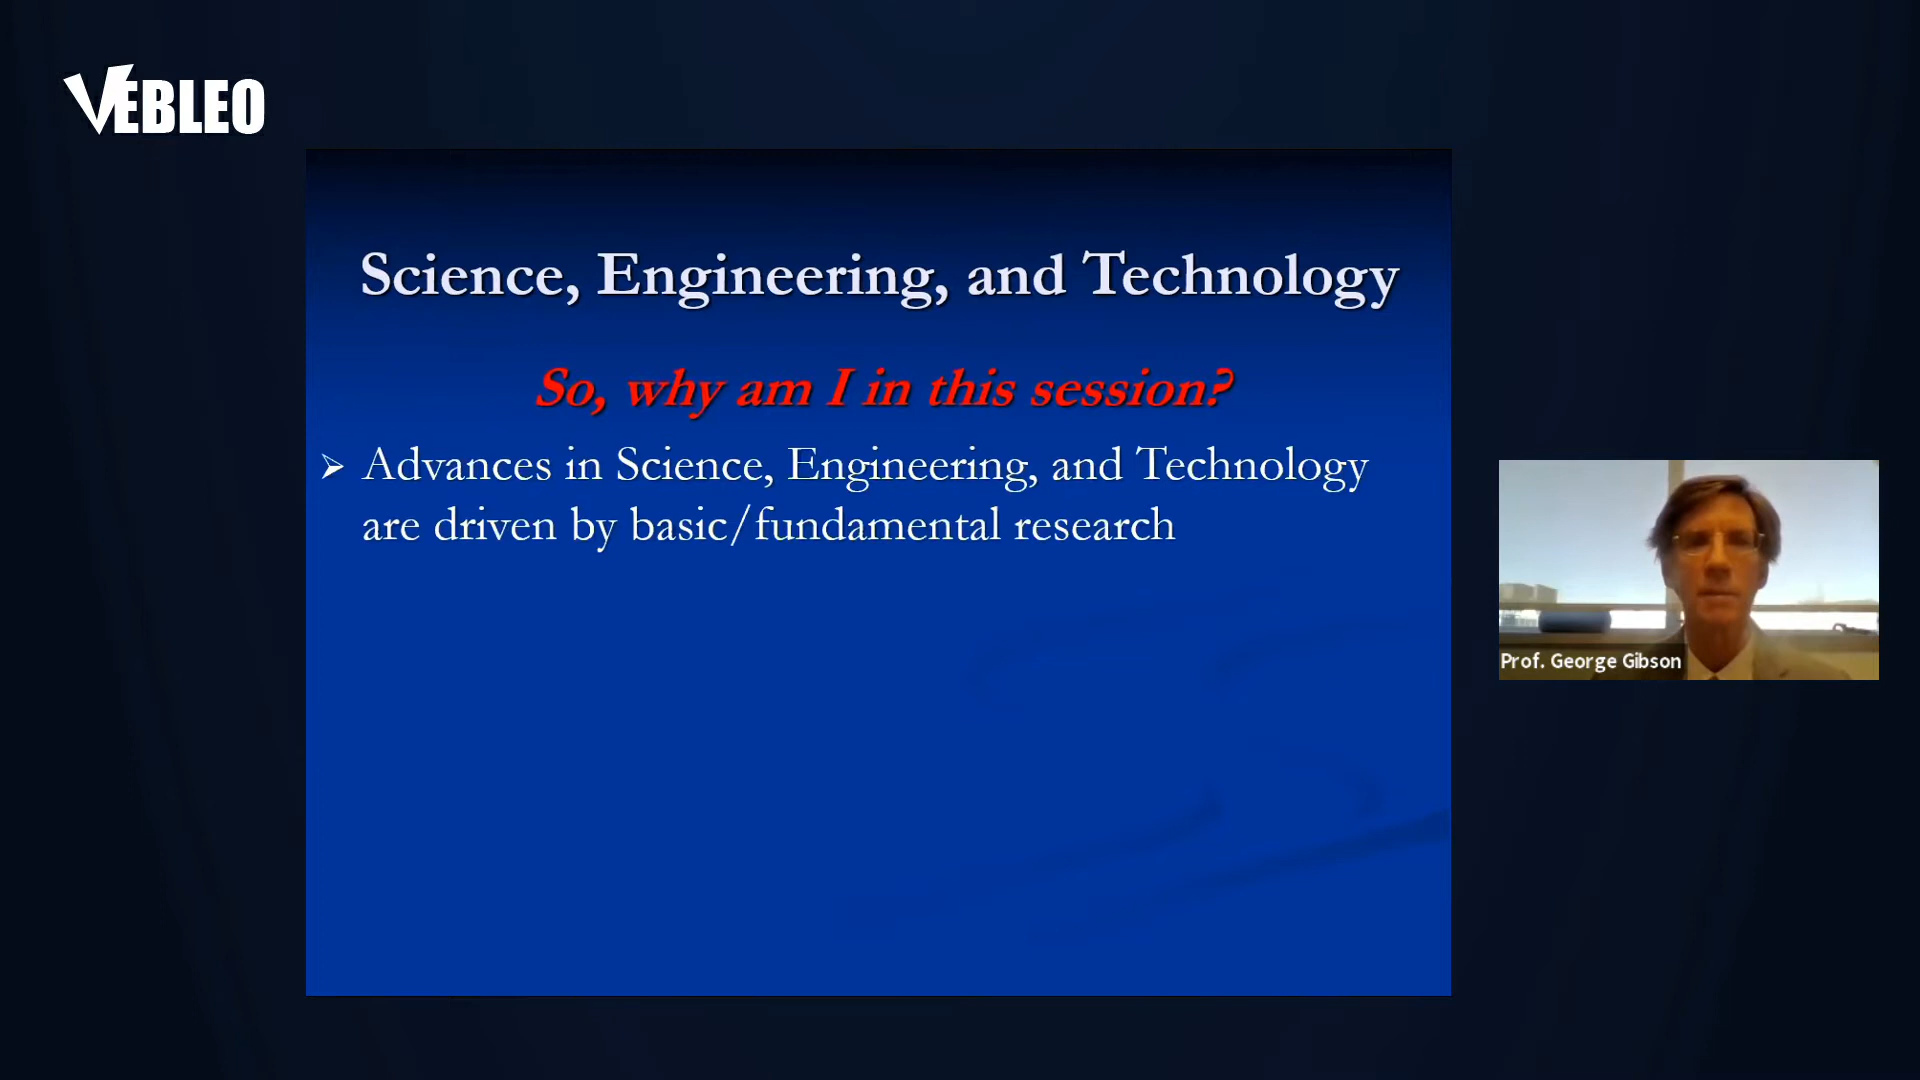 VEBLEO
Science, Engineering, and Technology
So, why am I in this session?
➢ Advances in Science, Engineering, and Technology
are driven by basic/fundamental research
Prof. George Gibson